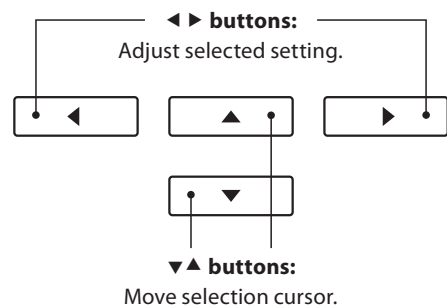 ◀ ▶ buttons:
Adjust selected setting.
▼▲ buttons:
Move selection cursor.